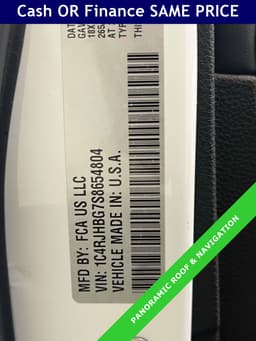 Cash OR Finance SAME PRICE
MFD BY: FCA US LLC
VIN: 1C4RJHBG7S8654804
VEHICLE MADE IN: U.S.A.
PANORAMIC ROOF & NAVIGATION